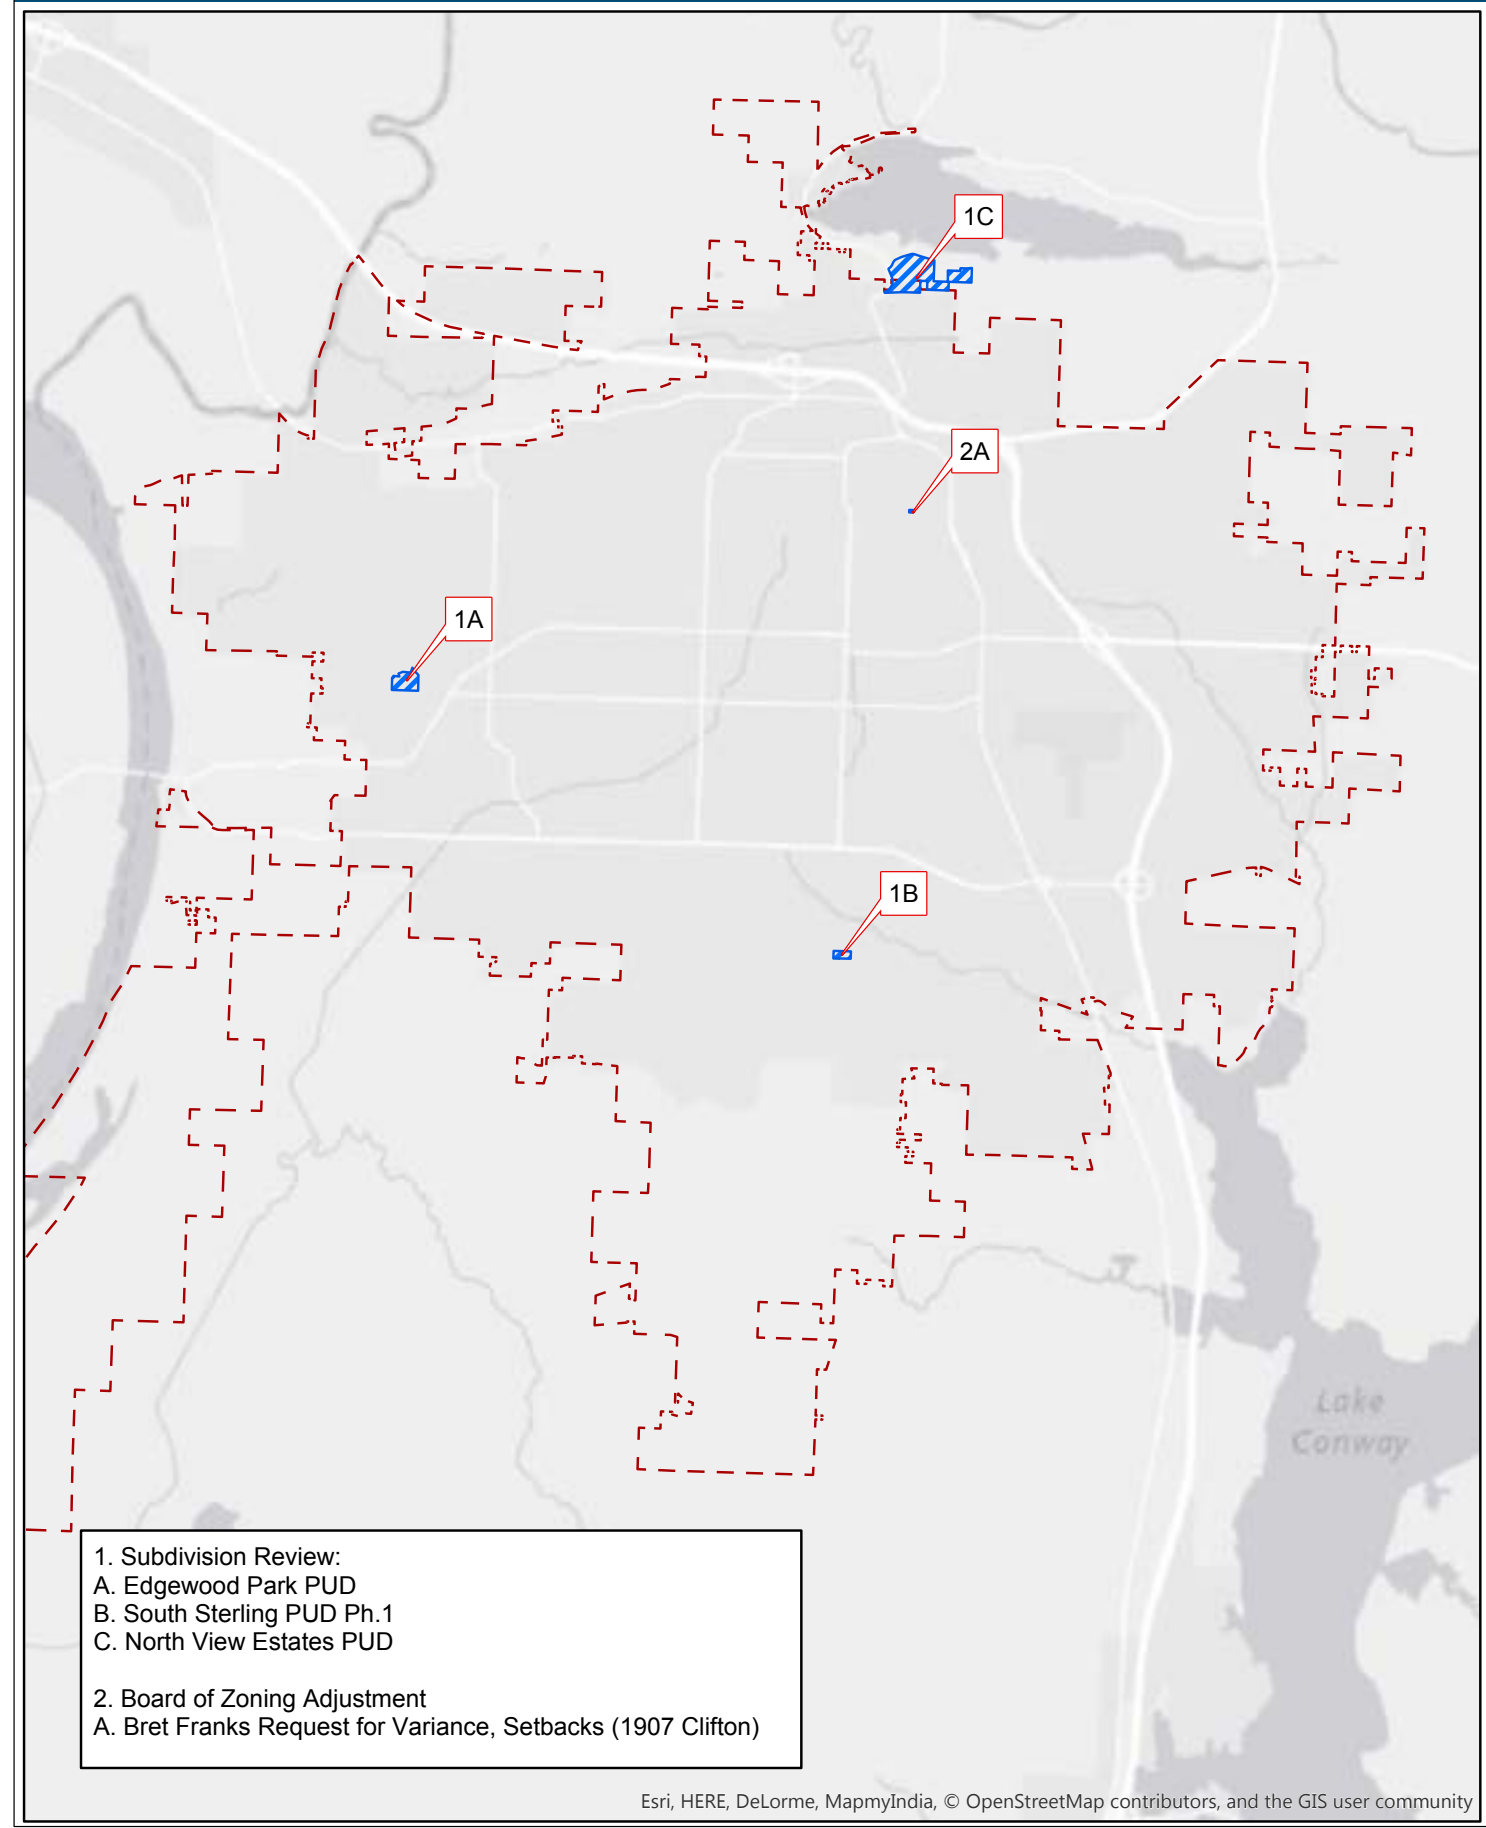 1C
2A
1A
1B
Lake
Conway
1. Subdivision Review:
A. Edgewood Park PUD
B. South Sterling PUD Ph.1
C. North View Estates PUD
2. Board of Zoning Adjustment
A. Bret Franks Request for Variance, Setbacks (1907 Clifton)
Esri, HERE, DeLorme, MapmyIndia, © OpenStreetMap contributors, and the GIS user community